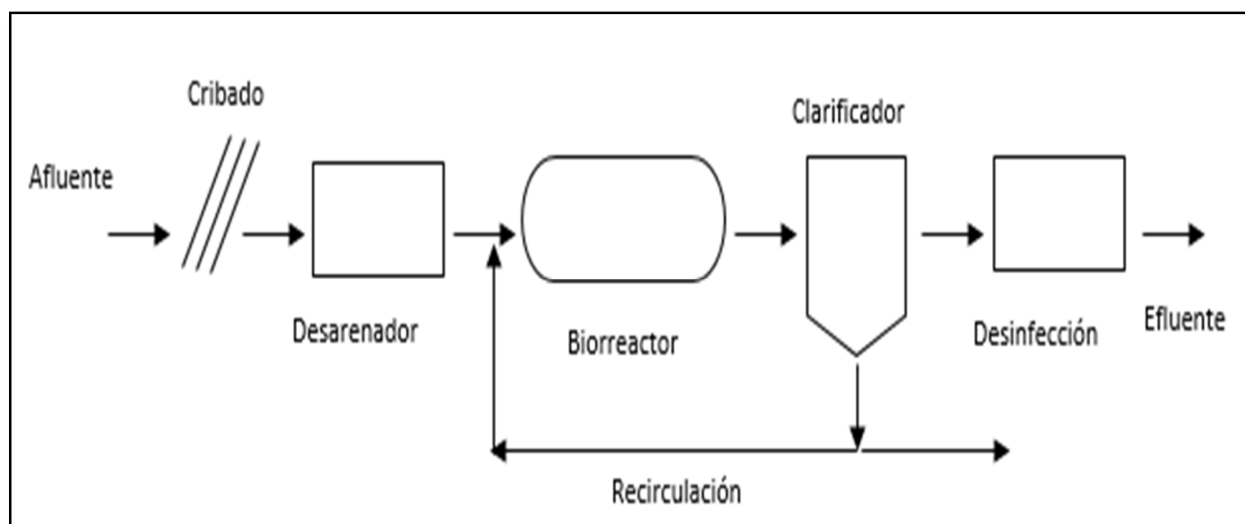 Cribado
Clarificador
Afluente
Desarenador
Biorreactor
Desinfección
Efluente
Recirculación